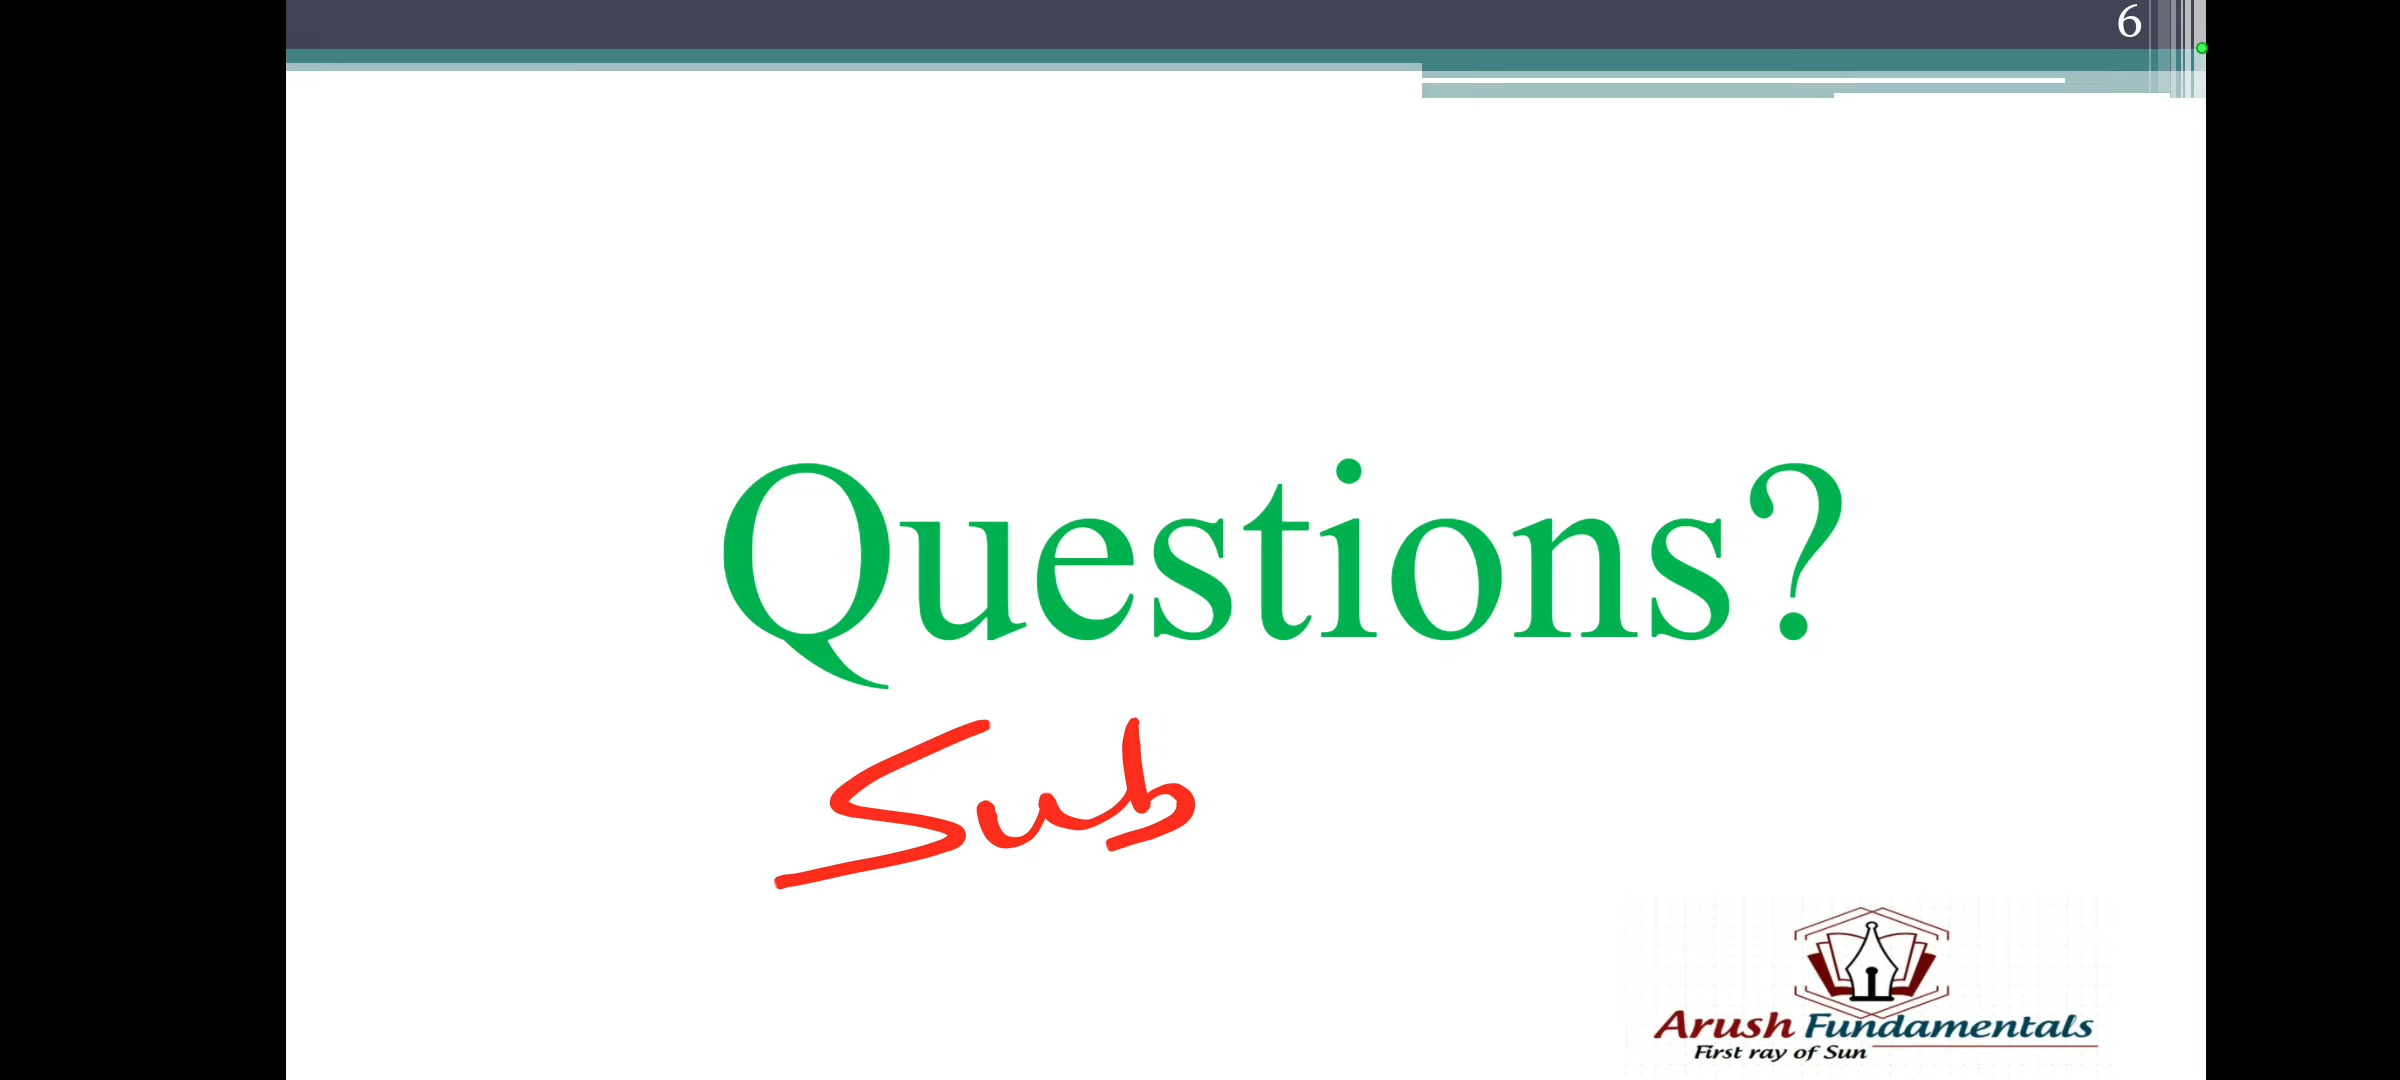 6
Questions?
Sub
Arush Fundamentals
First ray of Sun